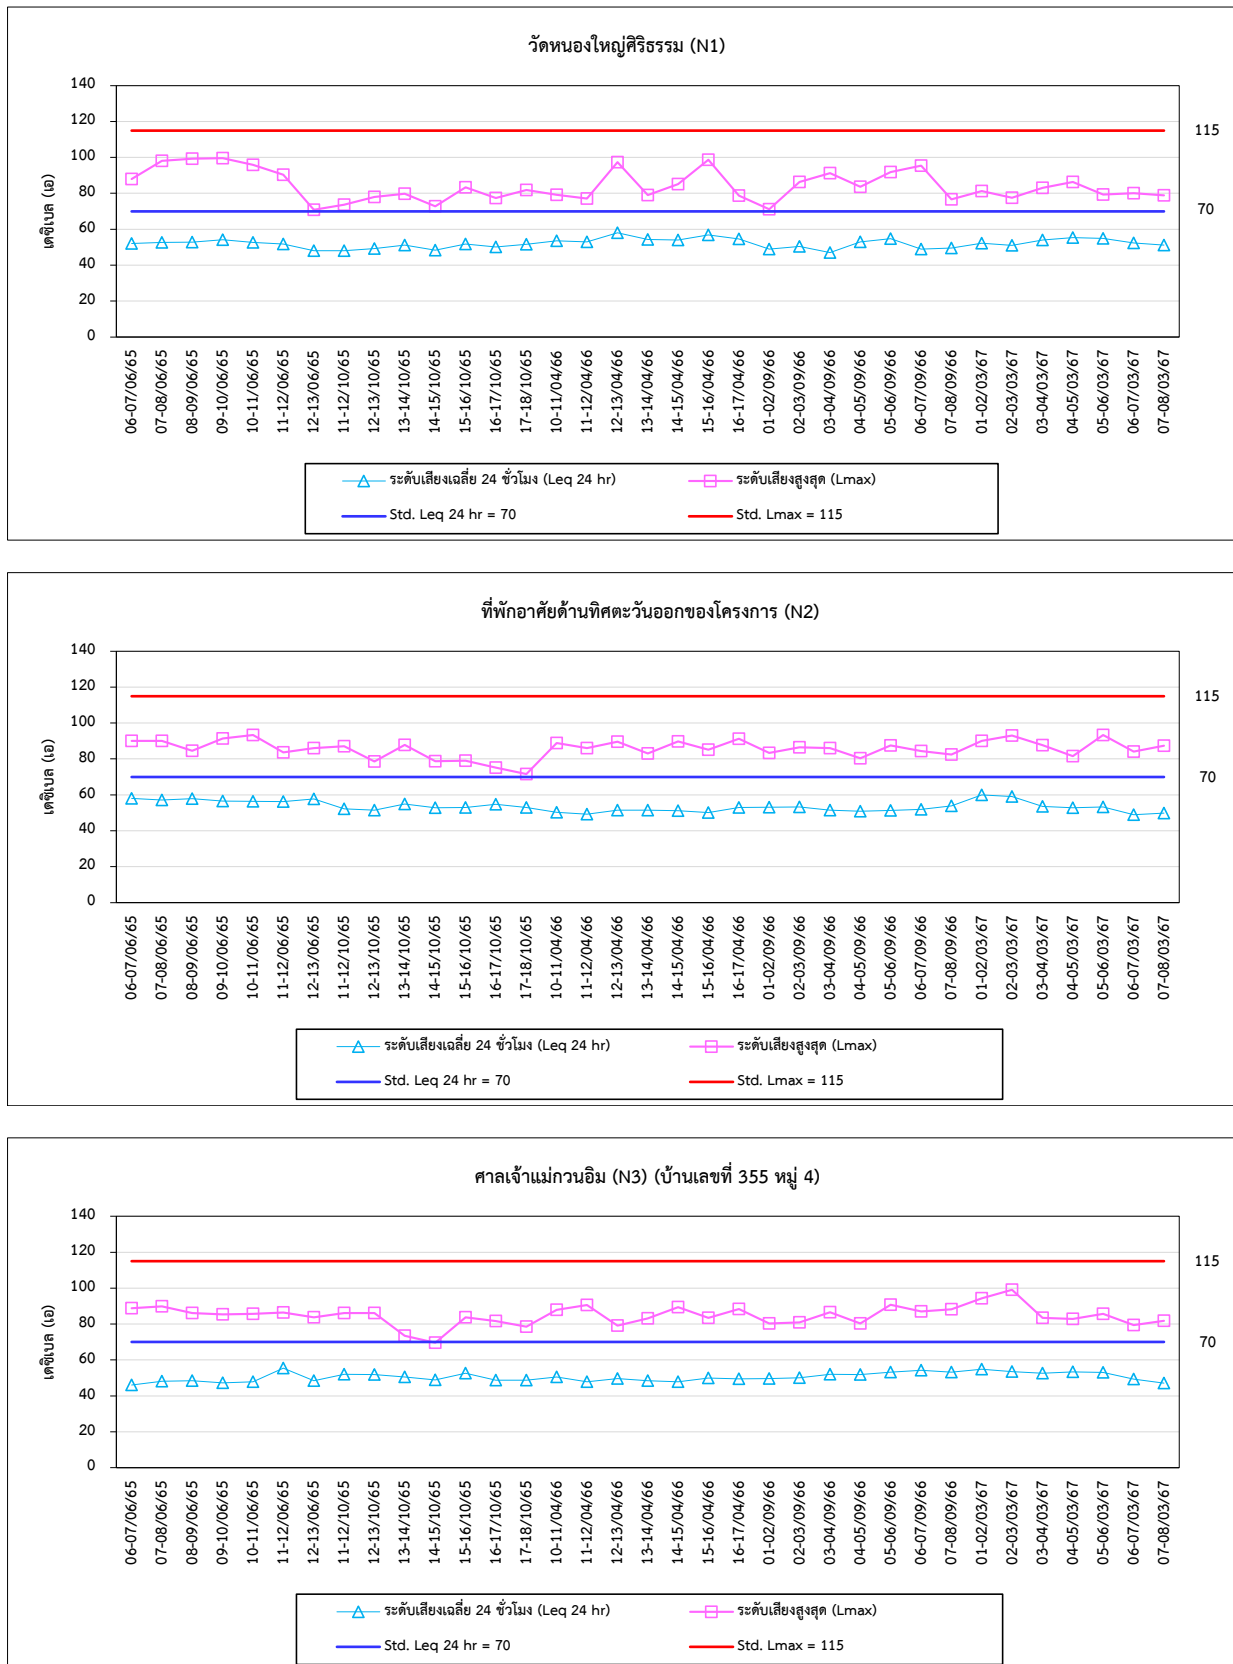 วัดหนองใหญ่ศิริธรรม (N1)
140
120
100
80
60
40
20
0
เดซิเบล (เอ)
115
70
06-07/06/65 07-08/06/65 08-09/06/65 09-10/06/65 10-11/06/65 11-12/06/65 12-13/06/65 11-12/10/65 12-13/10/65 13-14/10/65 14-15/10/65 15-16/10/65 16-17/10/65 17-18/10/65 10-11/04/66 11-12/04/66 12-13/04/66 13-14/04/66 14-15/04/66 15-16/04/66 16-17/04/66 01-02/09/66 02-03/09/66 03-04/09/66 04-05/09/66 05-06/09/66 06-07/09/66 07-08/09/66 01-02/03/67 02-03/03/67 03-04/03/67 04-05/03/67 05-06/03/67 06-07/03/67 07-08/03/67
ระดับเสียงเฉลี่ย 24 ชั่วโมง (Leq 24 hr) ระดับเสียงสูงสุด (Lmax)
Std. Leq 24 hr = 70 Std. Lmax = 115
ที่พักอาศัยด้านทิศตะวันออกของโครงการ (N2)
140
120
100
80
60
40
20
0
เดซิเบล (เอ)
115
70
06-07/06/65 07-08/06/65 08-09/06/65 09-10/06/65 10-11/06/65 11-12/06/65 12-13/06/65 11-12/10/65 12-13/10/65 13-14/10/65 14-15/10/65 15-16/10/65 16-17/10/65 17-18/10/65 10-11/04/66 11-12/04/66 12-13/04/66 13-14/04/66 14-15/04/66 15-16/04/66 16-17/04/66 01-02/09/66 02-03/09/66 03-04/09/66 04-05/09/66 05-06/09/66 06-07/09/66 07-08/09/66 01-02/03/67 02-03/03/67 03-04/03/67 04-05/03/67 05-06/03/67 06-07/03/67 07-08/03/67
ระดับเสียงเฉลี่ย 24 ชั่วโมง (Leq 24 hr) ระดับเสียงสูงสุด (Lmax)
Std. Leq 24 hr = 70 Std. Lmax = 115
ศาลเจ้าแม่กวนอิม (N3) (บ้านเลขที่ 355 หมู่ 4)
140
120
100
80
60
40
20
0
เดซิเบล (เอ)
115
70
06-07/06/65 07-08/06/65 08-09/06/65 09-10/06/65 10-11/06/65 11-12/06/65 12-13/06/65 11-12/10/65 12-13/10/65 13-14/10/65 14-15/10/65 15-16/10/65 16-17/10/65 17-18/10/65 10-11/04/66 11-12/04/66 12-13/04/66 13-14/04/66 14-15/04/66 15-16/04/66 16-17/04/66 01-02/09/66 02-03/09/66 03-04/09/66 04-05/09/66 05-06/09/66 06-07/09/66 07-08/09/66 01-02/03/67 02-03/03/67 03-04/03/67 04-05/03/67 05-06/03/67 06-07/03/67 07-08/03/67
ระดับเสียงเฉลี่ย 24 ชั่วโมง (Leq 24 hr) ระดับเสียงสูงสุด (Lmax)
Std. Leq 24 hr = 70 Std. Lmax = 115